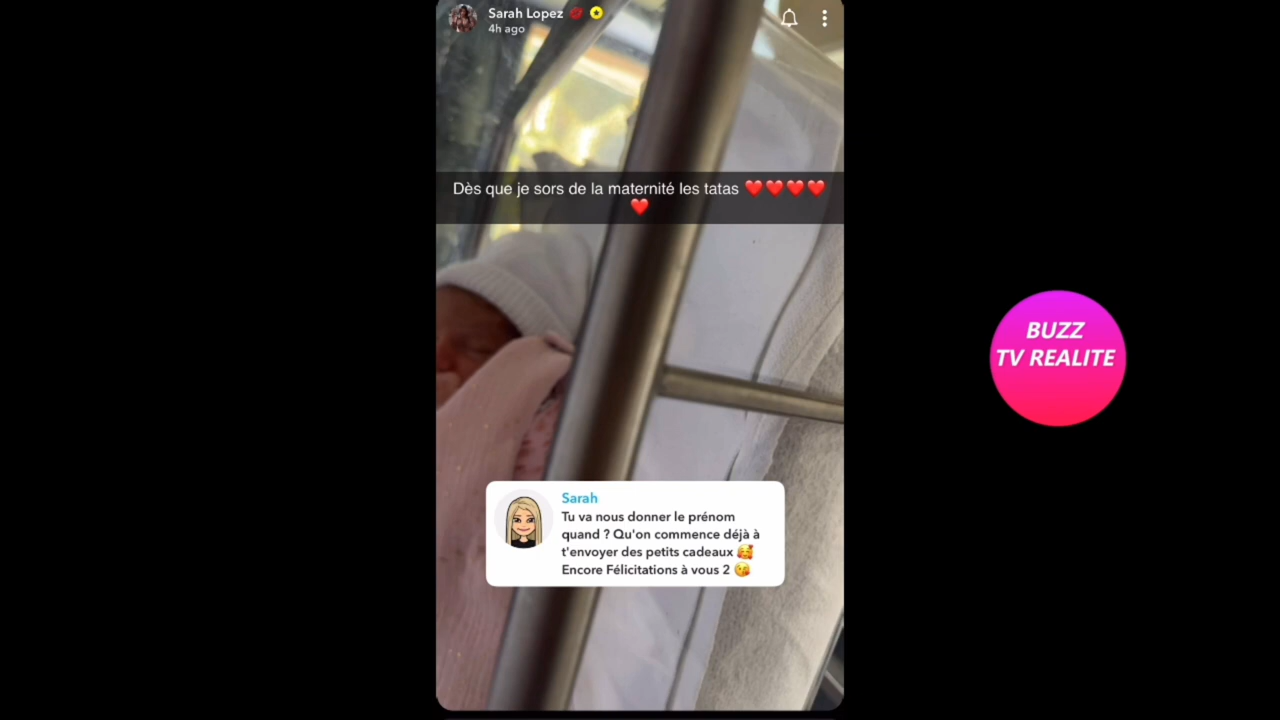 Sarah Lopez
4h ago
Dès que je sors de la maternité les tatas ❤️❤️❤️❤️
❤️
Sarah
Tu va nous donner le prénom
quand ? Qu'on commence déjà à
t'envoyer des petits cadeaux 🥰
Encore Félicitations à vous 2 😘
BUZZ
TV REALITE